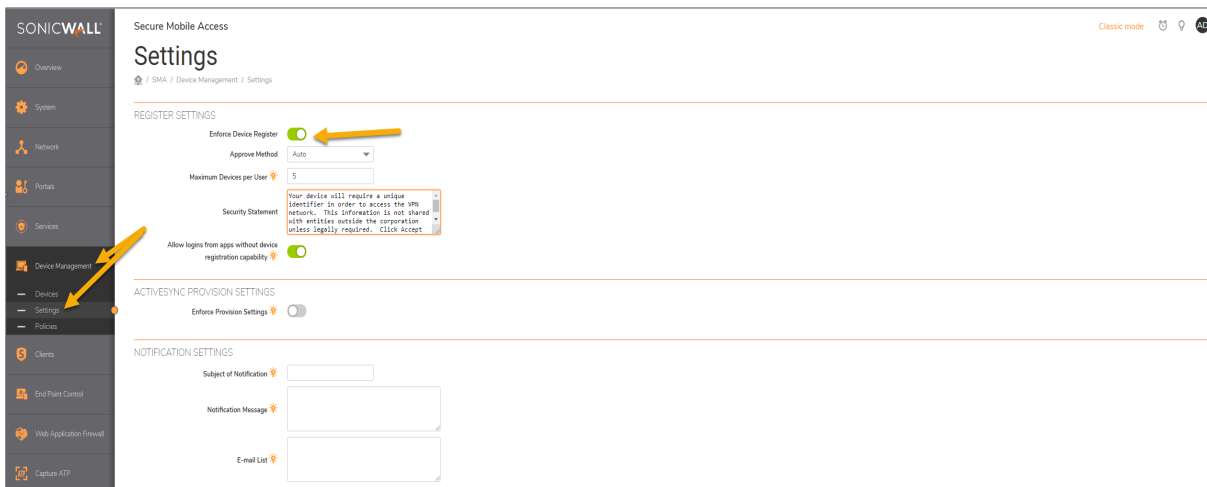 SONICWALL
Overview
System
Network
Portals
Services
Device Management
Devices
Settings
Policies
Clients
End Point Control
Web Application Firewall
Capture ATP
Secure Mobile Access
Classic mode
AD
Settings
/ SMA / Device Management / Settings
REGISTER SETTINGS
Enforce Device Register
Approve Method Auto
Maximum Devices per User 5
Security Statement
Your device will require a unique
identifier in order to access the VPN
network. This information is not shared
with entities outside the corporation
unless legally required. Click Accept
Allow logins from apps without device
registration capability
ACTIVESYNC PROVISION SETTINGS
Enforce Provision Settings
NOTIFICATION SETTINGS
Subject of Notification
Notification Message
E-mail List